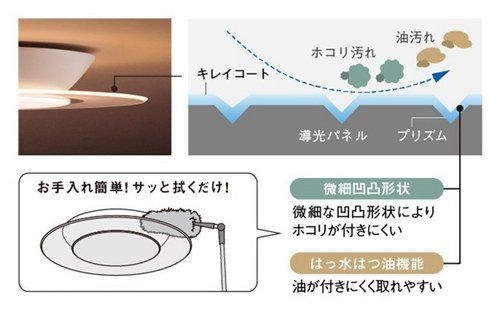 油汚れ
ホコリ汚れ
キレイコート
導光パネル
プリズム
お手入れ簡単!サッと拭くだけ!
微細凹凸形状
微細な凹凸形状により
ホコリが付きにくい
はっ水はつ油機能
油が付きにくく取れやすい